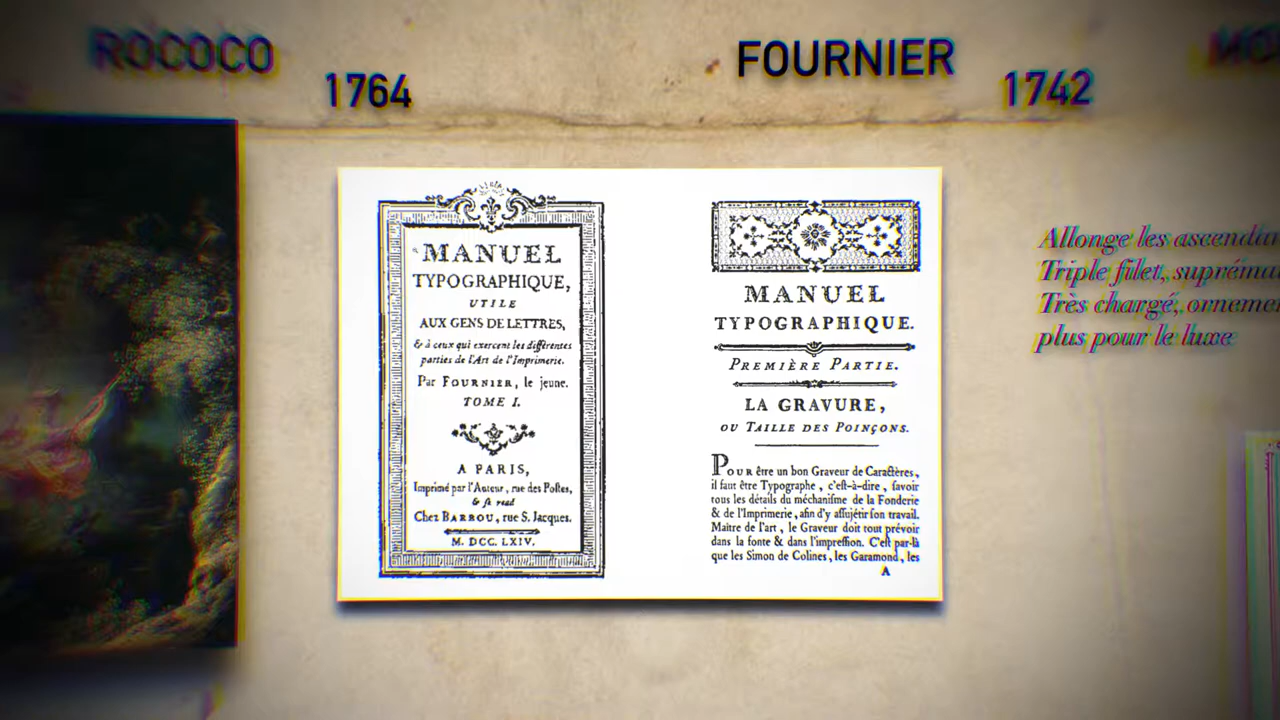 ROCOCO
1764
FOURNIER
1742
MANUEL
TYPOGRAPHIQUE,
UTILE
AUX GENS DE LETTRES,
& à ceux qui exercent les différentes
parties de l'Art de l'Imprimerie.
Par FOURNIER, le jeune.
TOME I.
A PARIS,
Imprimé par l'Auteur, rue des Postes,
& se vend
Chez BARBOU, rue S. Jacques.
M. DCC. LXIV.
MANUEL
TYPOGRAPHIQUE.
PREMIÈRE PARTIE.
LA GRAVURE,
OU TAILLE DES POINÇONS.
POUR être un bon Graveur de Caractères,
il faut être Typographe, c'est-à-dire, savoir
tous les détails du méchanisme de la Fonderie
& de l'Imprimerie, afin d'y assujétir son travail.
Maitre de l'art, le Graveur doit tout prévoir
dans la fonte & dans l'impression. C'est par-là
que les Simon de Colines, les Garamond, les
A
Allonge les
Triple filet,
Très chargé,
plus pour le luxe